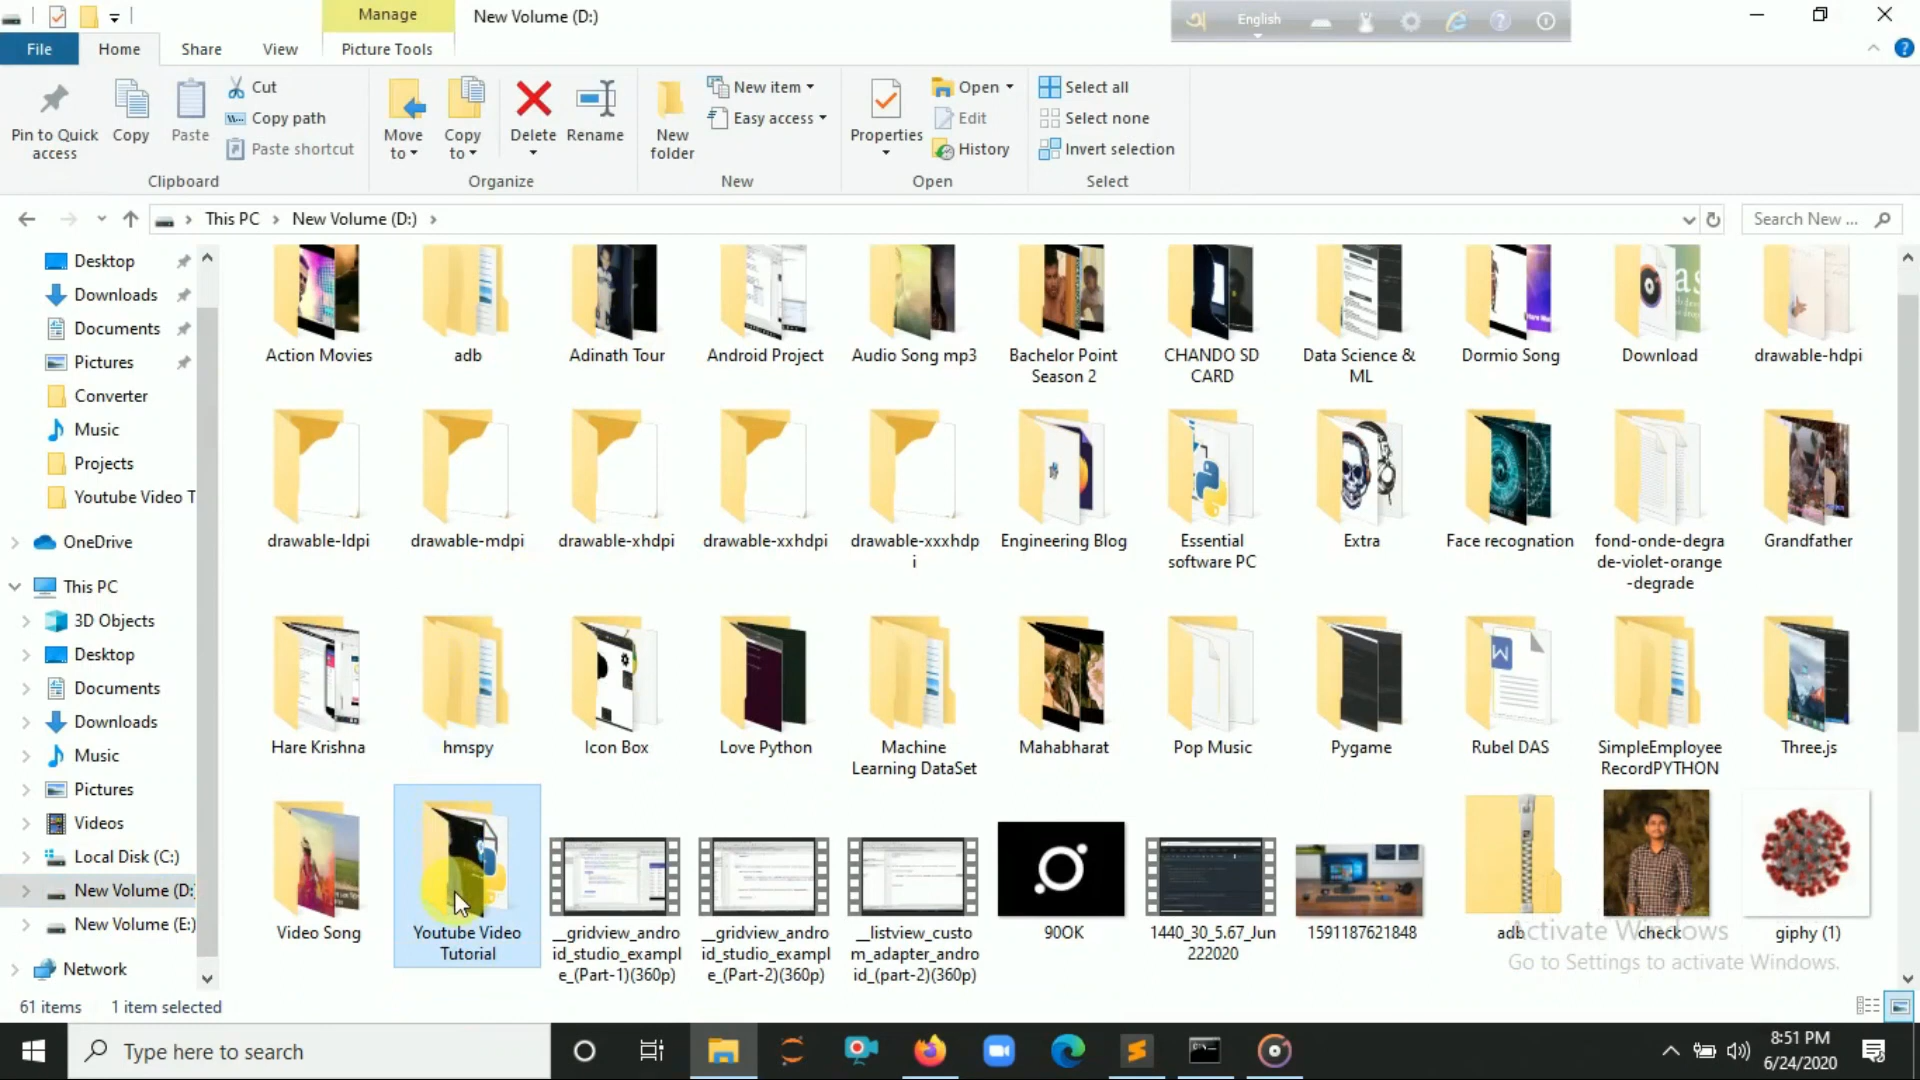 Manage
New Volume (D:)
অ
English
File
Home
Share
View
Picture Tools
Pin to Quick
access
Copy
Paste
Cut
Copy path
Paste shortcut
Clipboard
Move
to
Copy
to
Delete
Rename
Organize
New
folder
New item
Easy access
New
Properties
Open
Edit
History
Open
Select all
Select none
Invert selection
Select
This PC
New Volume (D:)
Search New ...
Desktop
Downloads
Documents
Pictures
Converter
Music
Projects
Youtube Video T
OneDrive
This PC
3D Objects
Desktop
Documents
Downloads
Music
Pictures
Videos
Local Disk (C:)
New Volume (D:
New Volume (E:)
Network
Action Movies
adb
Adinath Tour
Android Project
Audio Song mp3
Bachelor Point
Season 2
CHANDO SD
CARD
Data Science &
ML
Dormio Song
Download
drawable-hdpi
drawable-ldpi
drawable-mdpi
drawable-xhdpi
drawable-xxhdpi
drawable-xxxhdp
i
Engineering Blog
Essential
software PC
Extra
Face recognation
fond-onde-degra
de-violet-orange
-degrade
Grandfather
Hare Krishna
hmspy
Icon Box
Love Python
Machine
Learning DataSet
Mahabharat
Pop Music
Pygame
Rubel DAS
SimpleEmployee
RecordPYTHON
Three.js
Video Song
Youtube Video
Tutorial
__gridview_andro
id_studio_exampl
e_(Part-1)(360p)
__gridview_andro
id_studio_exampl
e_(Part-2)(360p)
__listview_custo
m_adapter_andro
id_(part-2)(360p)
90OK
1440_30_5.67_Jun
222020
1591187621848
adb
check
giphy (1)
Activate Windows
Go to Settings to activate Windows.
61 items
1 item selected
Type here to search
8:51 PM
6/24/2020